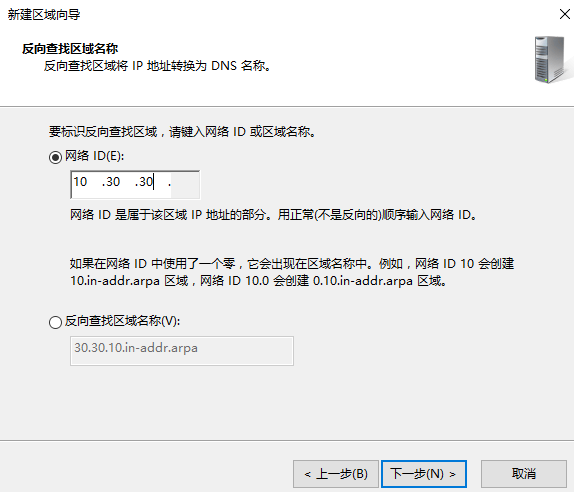 新建区域向导
反向查找区域名称
反向查找区域将 IP 地址转换为 DNS 名称。
要标识反向查找区域，请键入网络 ID 或区域名称。
网络 ID(E):
10 .30 .30 .
网络 ID 是属于该区域 IP 地址的部分。用正常(不是反向的)顺序输入网络 ID。
如果在网络 ID 中使用了一个零，它会出现在区域名称中。例如，网络 ID 10 会创建
10.in-addr.arpa 区域，网络 ID 10.0 会创建 0.10.in-addr.arpa 区域。
反向查找区域名称(V):
30.30.10.in-addr.arpa
< 上一步(B) 下一步(N) > 取消